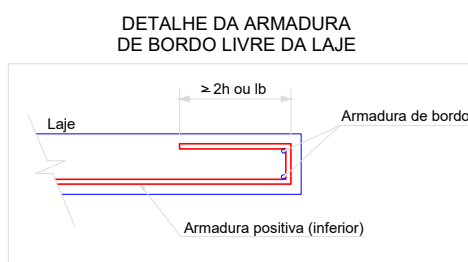 DETALHE DA ARMADURA
DE BORDO LIVRE DA LAJE
≥ 2h ou lb
Laje
Armadura de bordo
Armadura positiva (inferior)